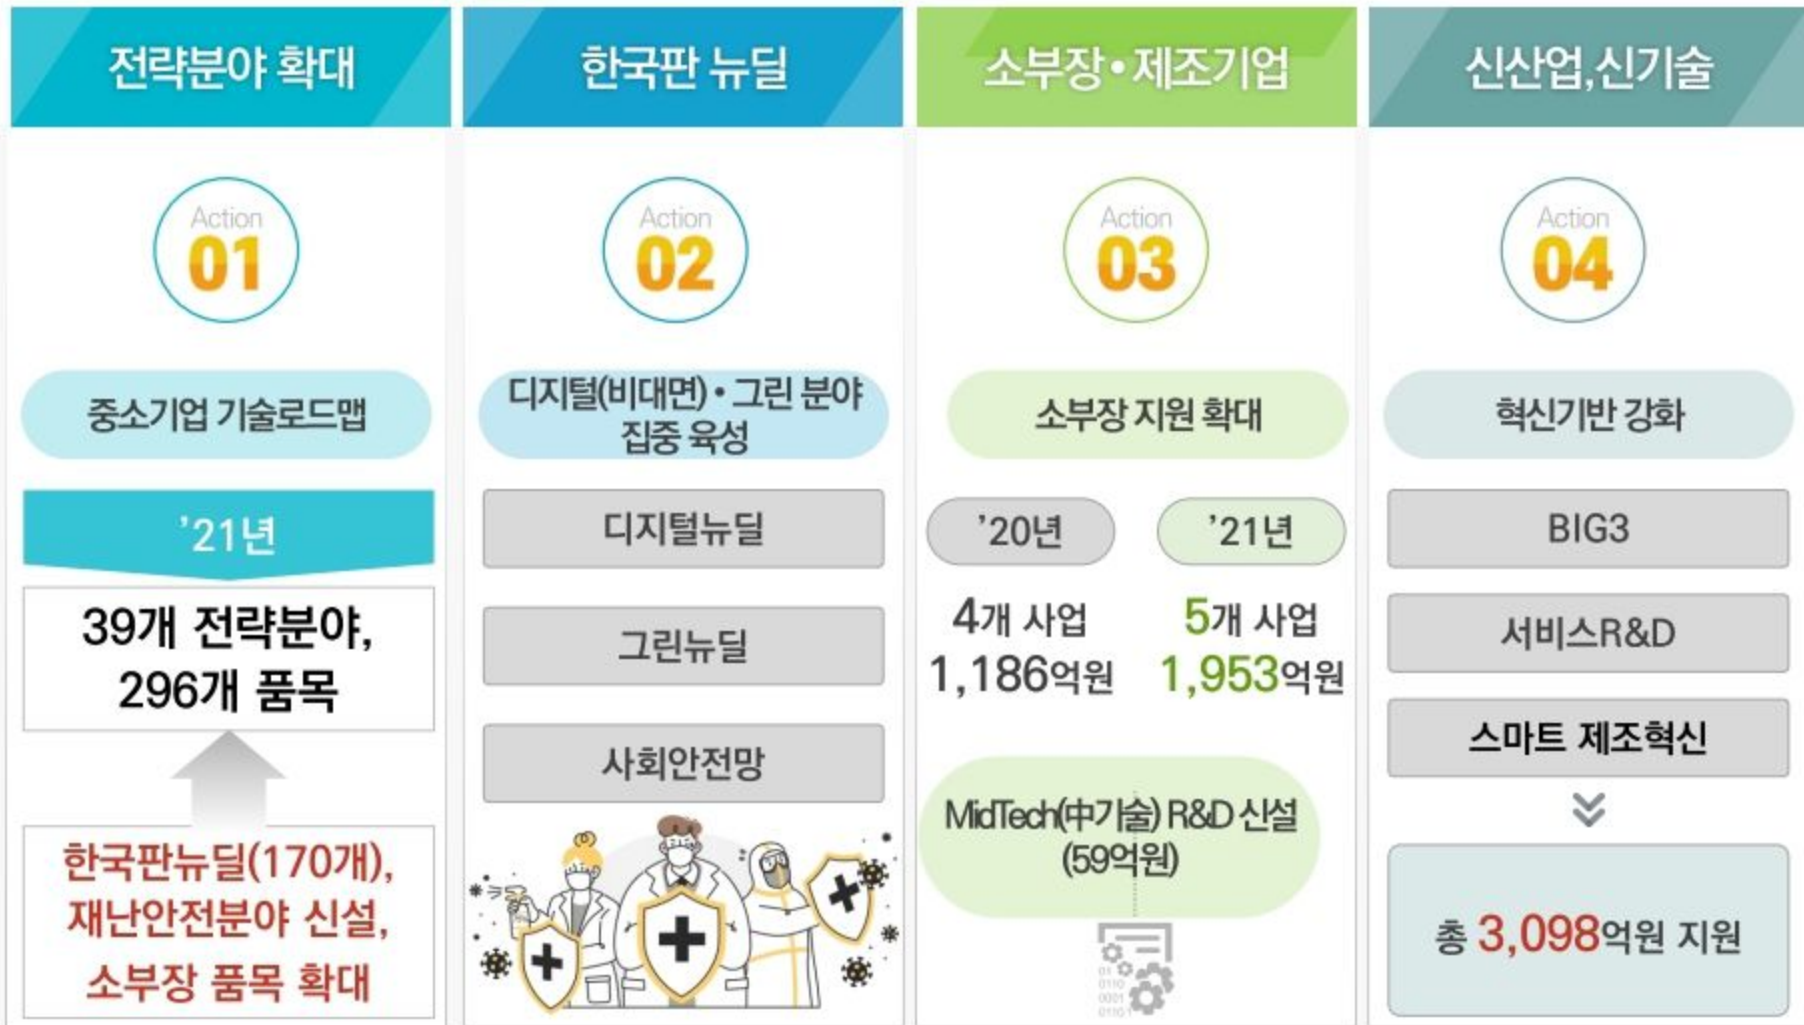 전략분야 확대
Action
01
중소기업 기술로드맵
’21년
39개 전략분야,
296개 품목
한국판뉴딜(170개),
재난안전분야 신설,
소부장 품목 확대
한국판 뉴딜
Action
02
디지털(비대면)•그린 분야
집중 육성
디지털뉴딜
그린뉴딜
사회안전망
소부장•제조기업
Action
03
소부장 지원 확대
’20년
4개 사업
1,186억원
’21년
5개 사업
1,953억원
MidTech(中기술) R&D 신설
(59억원)
01
0110
0001
01101
신산업,신기술
Action
04
혁신기반 강화
BIG3
서비스R&D
스마트 제조혁신
총 3,098억원 지원